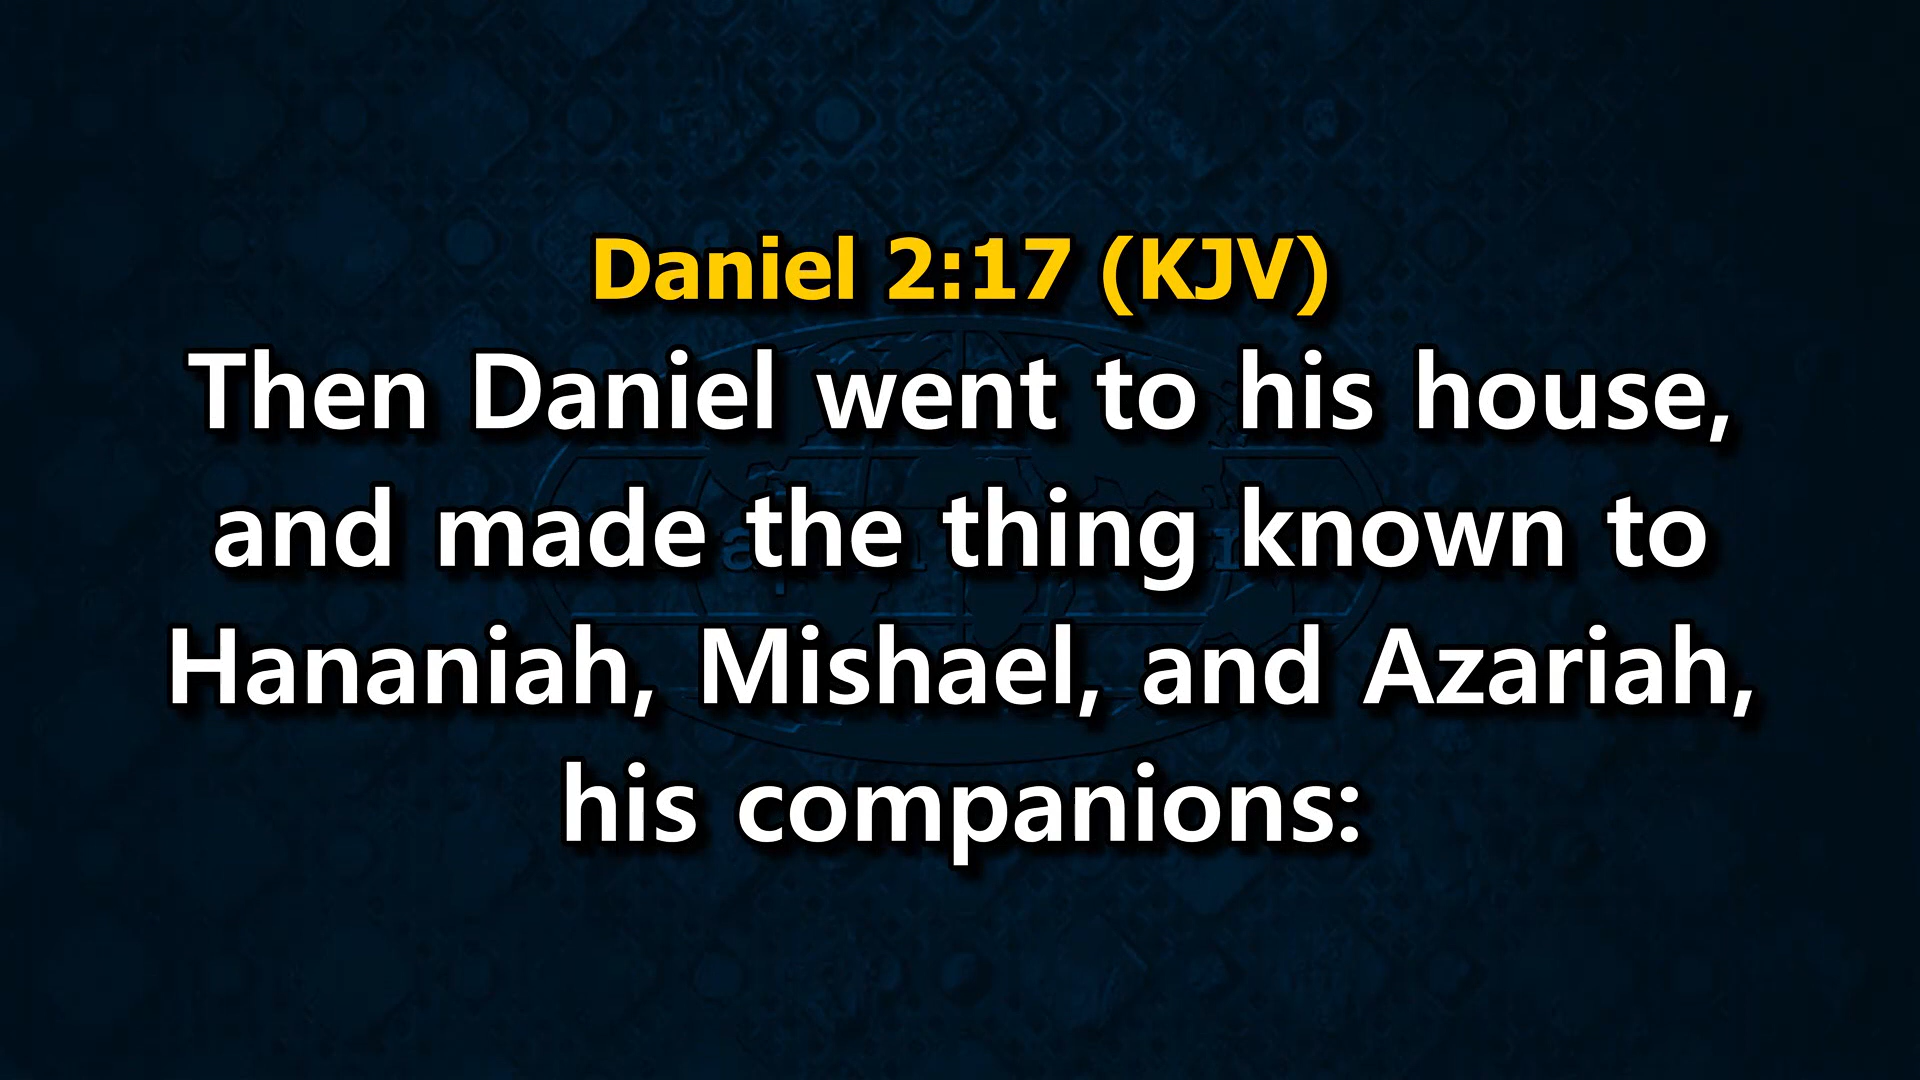 Daniel 2:17 (KJV)
Then Daniel went to his house,
and made the thing known to
Hananiah, Mishael, and Azariah,
his companions: